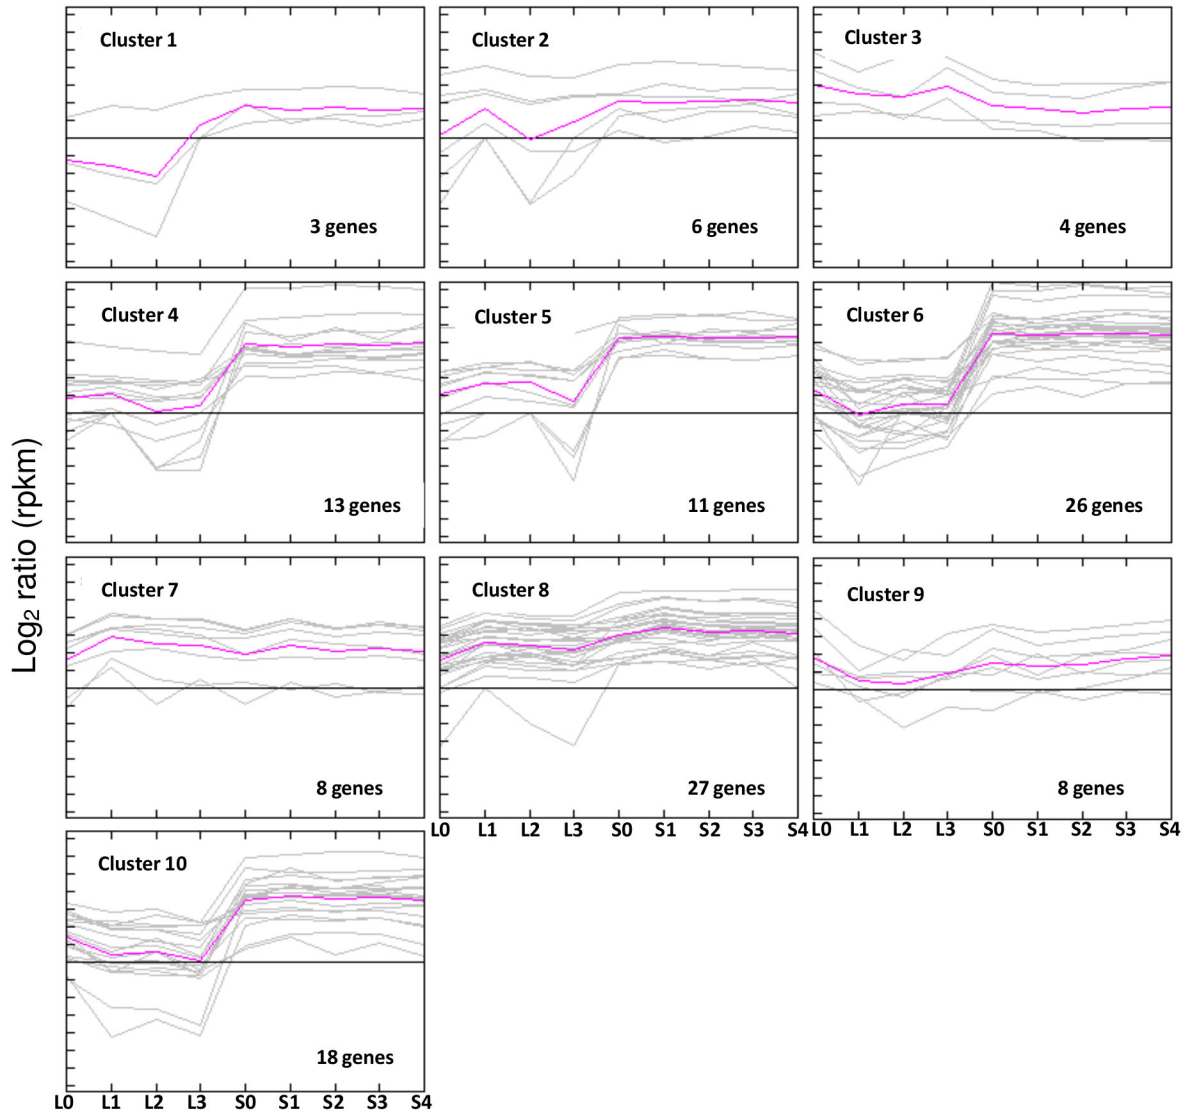 Log2 ratio (rpkm)
Cluster 1
3 genes
Cluster 2
6 genes
Cluster 3
4 genes
Cluster 4
13 genes
Cluster 5
11 genes
Cluster 6
26 genes
Cluster 7
8 genes
Cluster 8
27 genes
L0 L1 L2 L3 S0 S1 S2 S3 S4
Cluster 9
8 genes
L0 L1 L2 L3 S0 S1 S2 S3 S4
Cluster 10
18 genes
L0 L1 L2 L3 S0 S1 S2 S3 S4